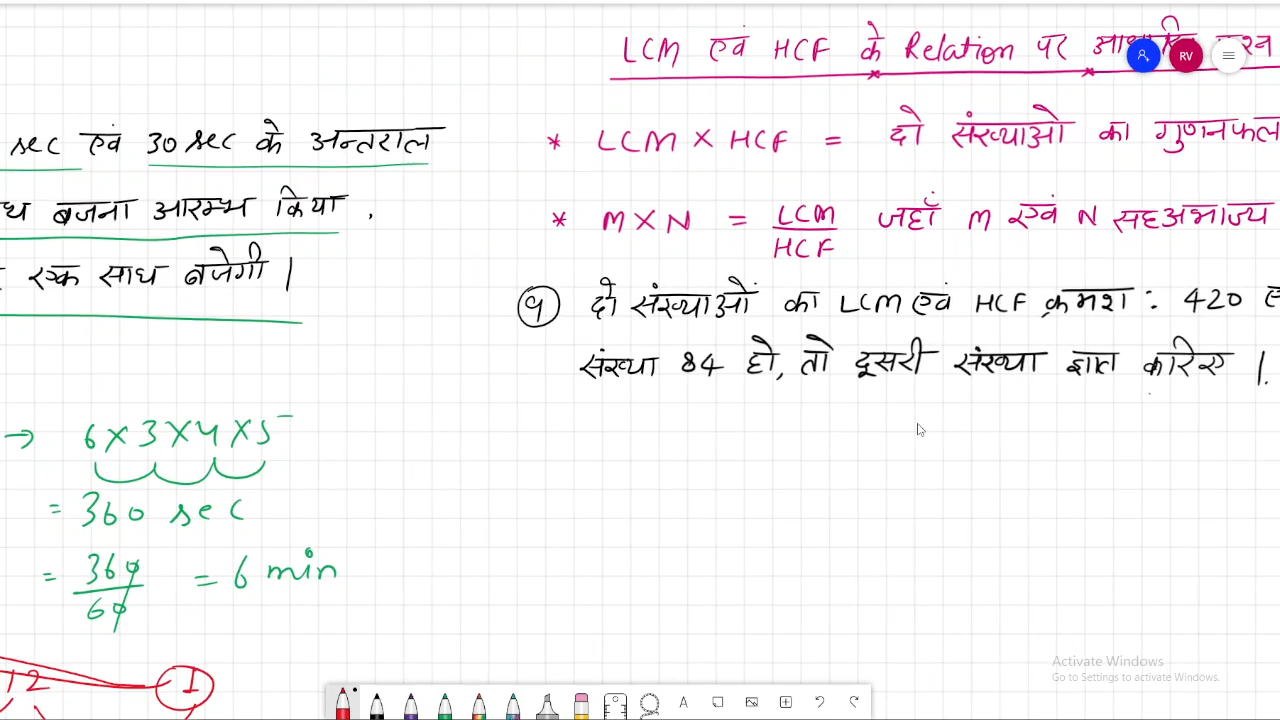 LCM एवं HCF के Relation पर
* LCM X HCF = दो संख्याओ का गुणनफल
* M X N = LCM / HCF जहाँ M एवं N सहअभाज्य
9 दो संख्याओं का LCM एवं HCF क्रमश: 420
संख्या 84 हो, तो दूसरी संख्या ज्ञात करिए |.
sec एवं 30 sec के अन्तराल
बजना आरम्भ किया.
एक साथ बजेगी |
→ 6 X 3 X 4 X 5
= 360 sec
= 360 / 60 = 6 min
12 1
RV
A
Activate Windows
Go to Settings to activate Windows.